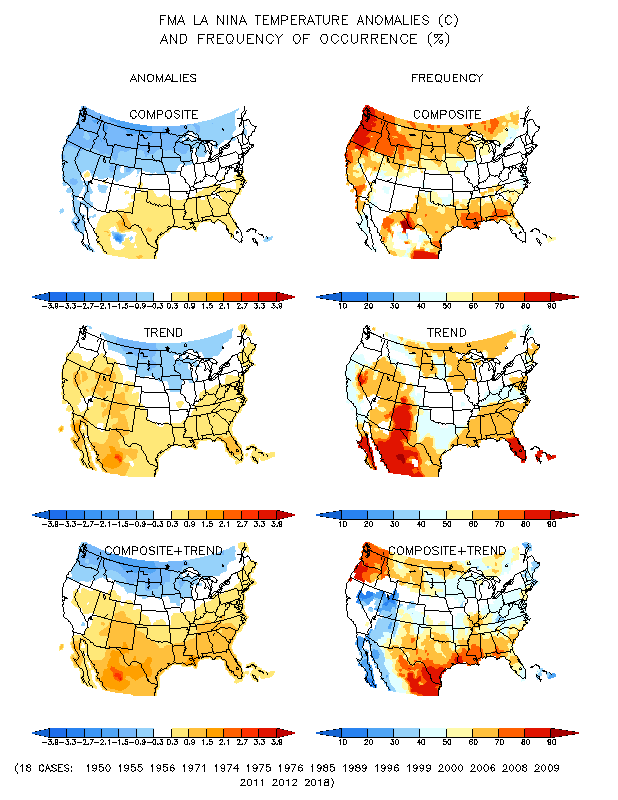 FMA LA NINA TEMPERATURE ANOMALIES (C)
AND FREQUENCY OF OCCURRENCE (%)
ANOMALIES FREQUENCY
COMPOSITE COMPOSITE
-3.9 -3.3 -2.7 -2.1 -1.5 -0.9 -0.3 0.3 0.9 1.5 2.1 2.7 3.3 3.9 10 20 30 40 50 60 70 80 90
TREND TREND
-3.9 -3.3 -2.7 -2.1 -1.5 -0.9 -0.3 0.3 0.9 1.5 2.1 2.7 3.3 3.9 10 20 30 40 50 60 70 80 90
COMPOSITE+TREND COMPOSITE+TREND
-3.9 -3.3 -2.7 -2.1 -1.5 -0.9 -0.3 0.3 0.9 1.5 2.1 2.7 3.3 3.9 10 20 30 40 50 60 70 80 90
(18 CASES: 1950 1955 1956 1971 1974 1975 1976 1985 1989 1996 1999 2000 2006 2008 2009
2011 2012 2018)